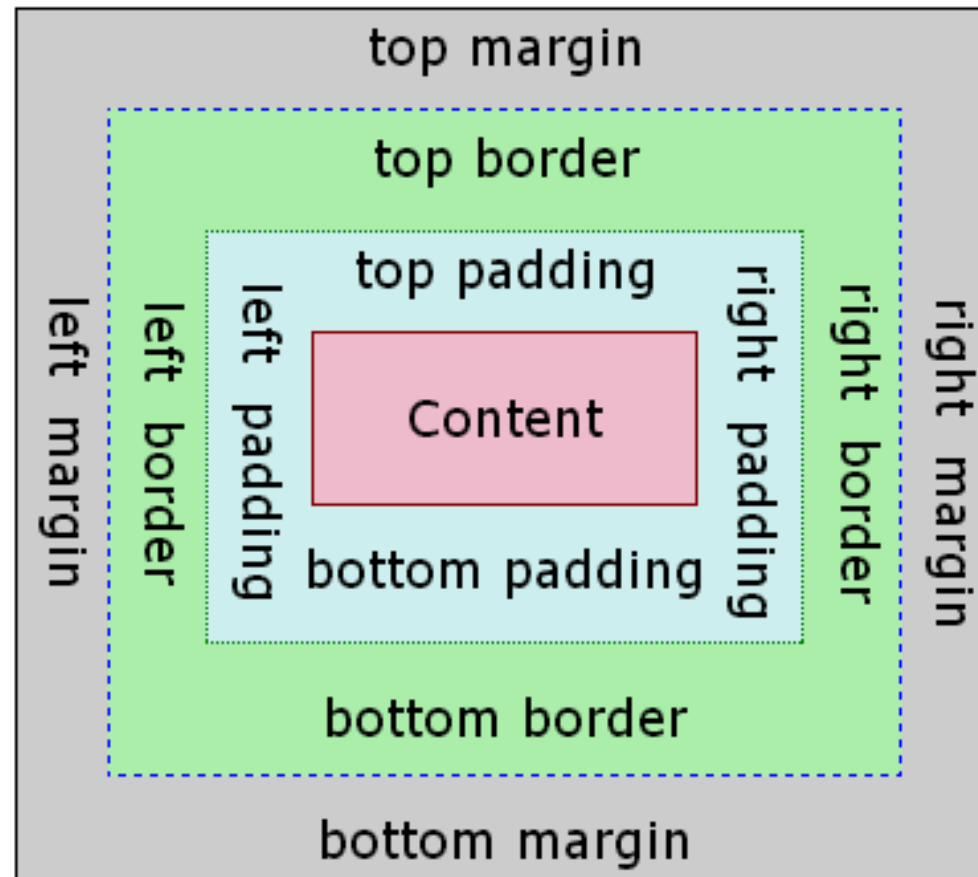 top margin
top border
top padding
left margin
left border
left padding
Content
right padding
right border
right margin
bottom padding
bottom border
bottom margin